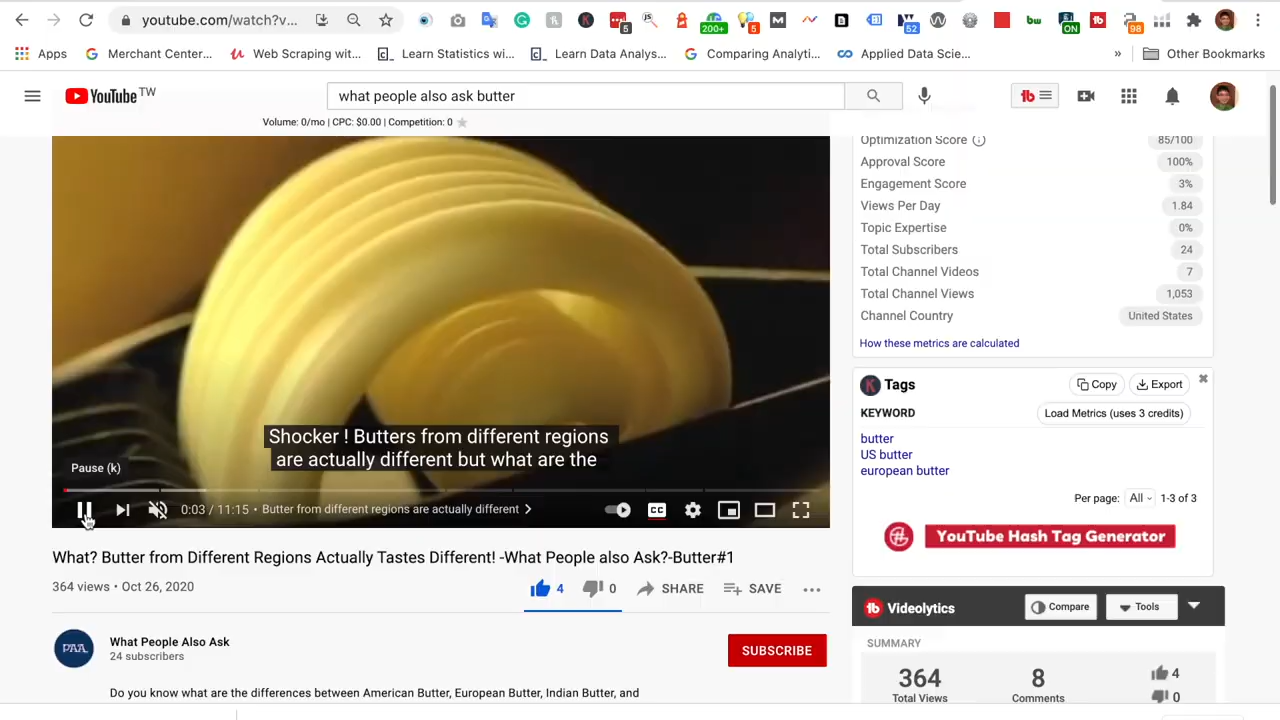 youtube.com/watch?v...
5
200+
5
M
52
bw
ON
98
Apps
Merchant Center...
Web Scraping wit...
Learn Statistics wi...
Learn Data Analys...
Comparing Analyti...
Applied Data Scie...
»
Other Bookmarks
YouTube TW
what people also ask butter
Volume: 0/mo | CPC: $0.00 | Competition: 0
Optimization Score 85/100
Approval Score 100%
Engagement Score 3%
Views Per Day 1.84
Topic Expertise 0%
Total Subscribers 24
Total Channel Videos 7
Total Channel Views 1,053
Channel Country United States
How these metrics are calculated
Shocker ! Butters from different regions
are actually different but what are the
Pause (k)
0:03 / 11:15 • Butter from different regions are actually different
What? Butter from Different Regions Actually Tastes Different! -What People also Ask?-Butter#1
364 views • Oct 26, 2020
4
0
SHARE
SAVE
PAA
What People Also Ask
24 subscribers
SUBSCRIBE
Do you know what are the differences between American Butter, European Butter, Indian Butter, and
K Tags
Copy
Export
KEYWORD
Load Metrics (uses 3 credits)
butter
US butter
european butter
Per page: All 1-3 of 3
YouTube Hash Tag Generator
tb Videolytics
Compare
Tools
SUMMARY
364
Total Views
8
Comments
4
0